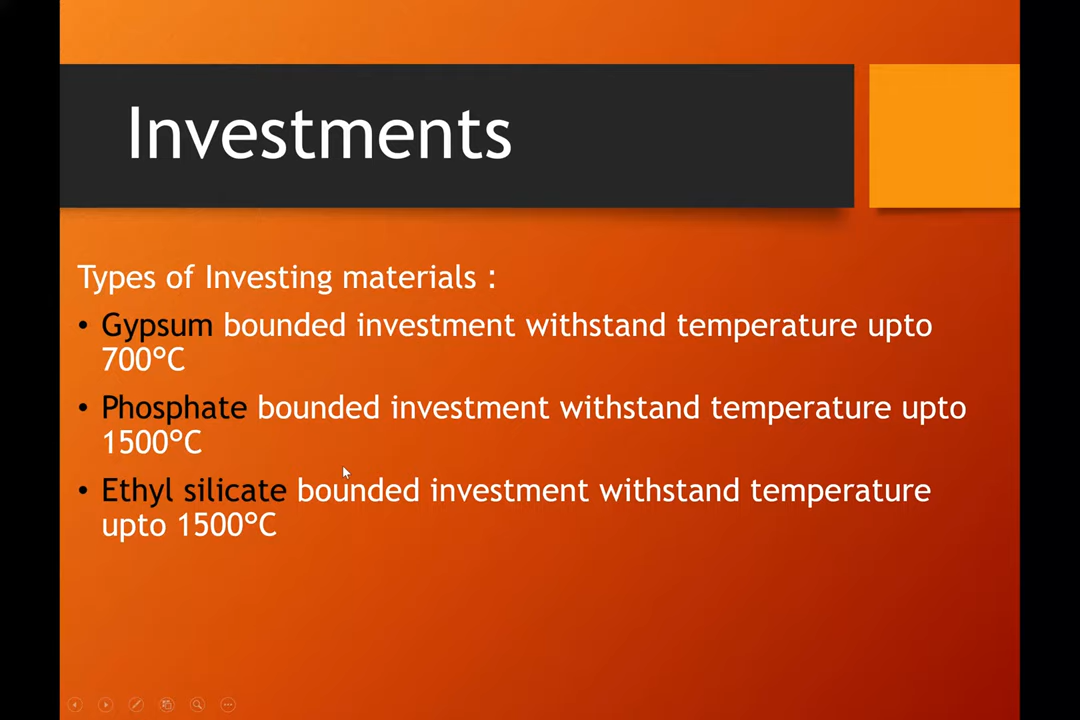 Investments
Types of Investing materials :
• Gypsum bounded investment withstand temperature upto
700°C
• Phosphate bounded investment withstand temperature upto
1500°C
• Ethyl silicate bounded investment withstand temperature
upto 1500°C